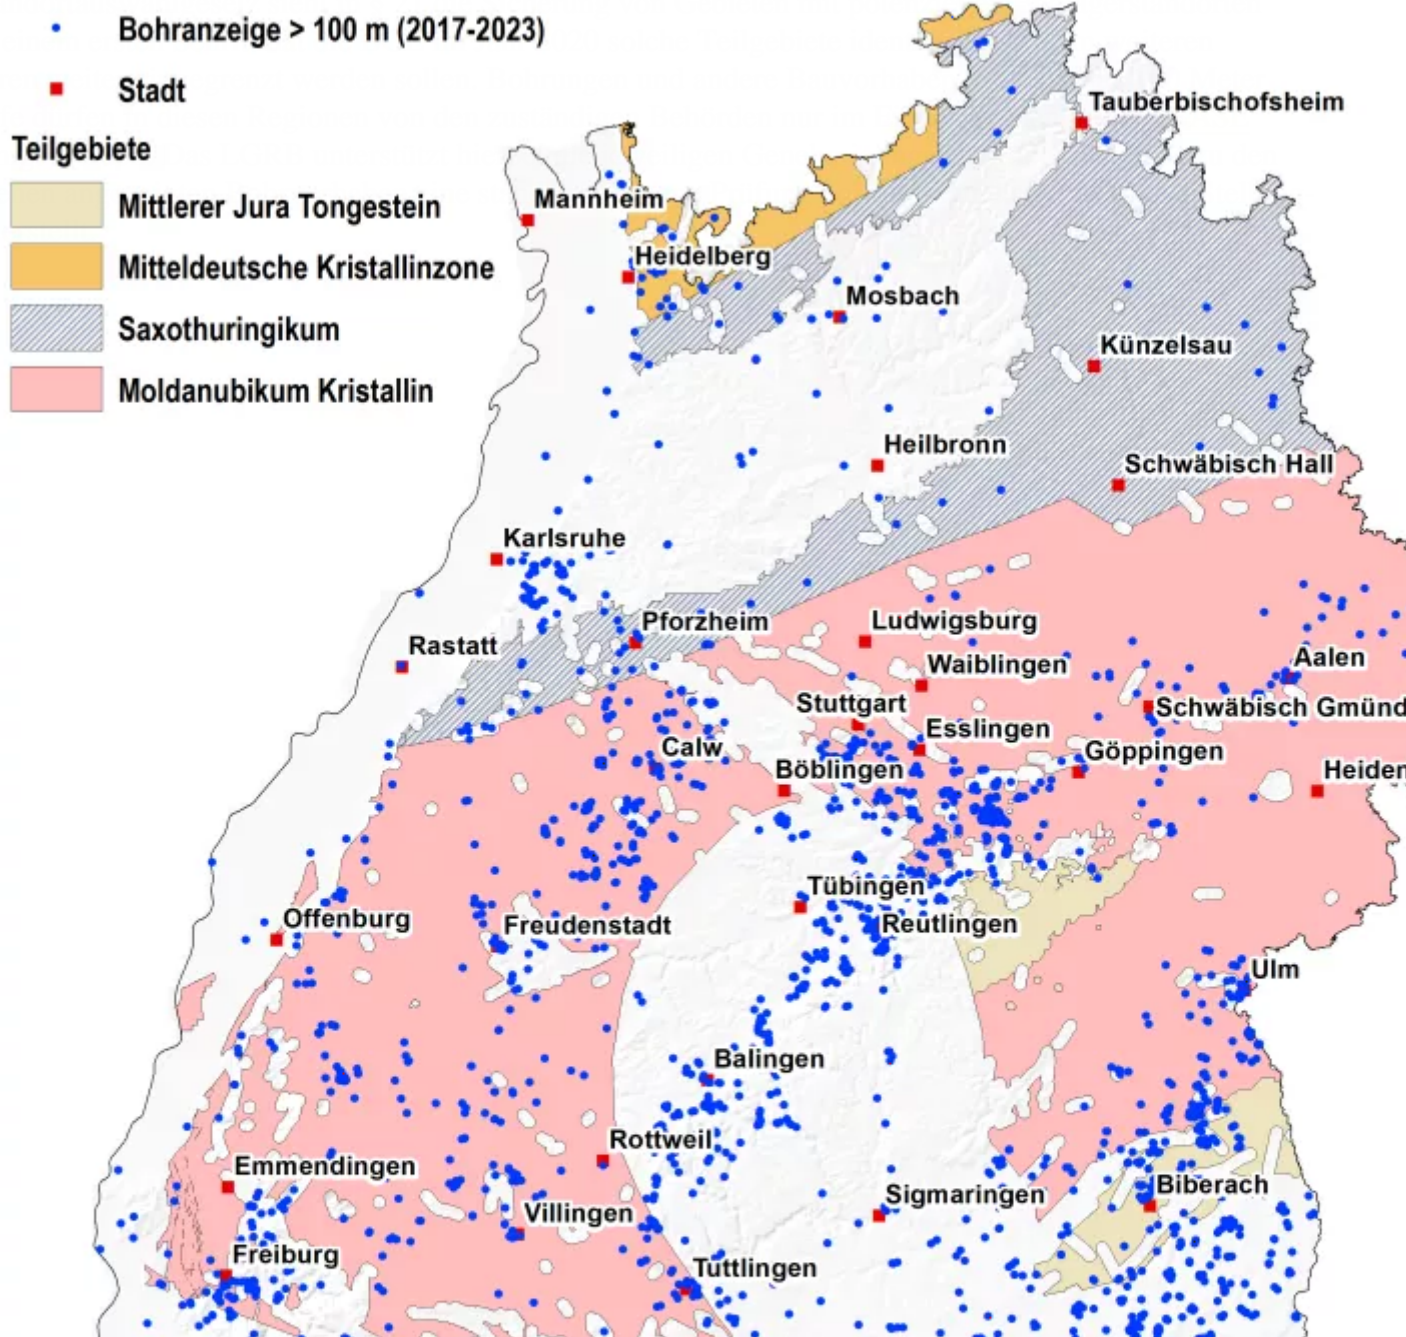 Bohranzeige > 100 m (2017-2023)
Stadt
Teilgebiete
Mittlerer Jura Tongestein
Mitteldeutsche Kristallinzone
Saxothuringikum
Moldanubikum Kristallin
Tauberbischofsheim
Mannheim
Heidelberg
Mosbach
Künzelsau
Heilbronn
Schwäbisch Hall
Karlsruhe
Pforzheim
Ludwigsburg
Rastatt
Waiblingen
Aalen
Stuttgart
Schwäbisch Gmünd
Esslingen
Calw
Göppingen
Böblingen
Heiden
Tübingen
Offenburg
Freudenstadt
Reutlingen
Ulm
Balingen
Rottweil
Emmendingen
Sigmaringen
Biberach
Villingen
Freiburg
Tuttlingen